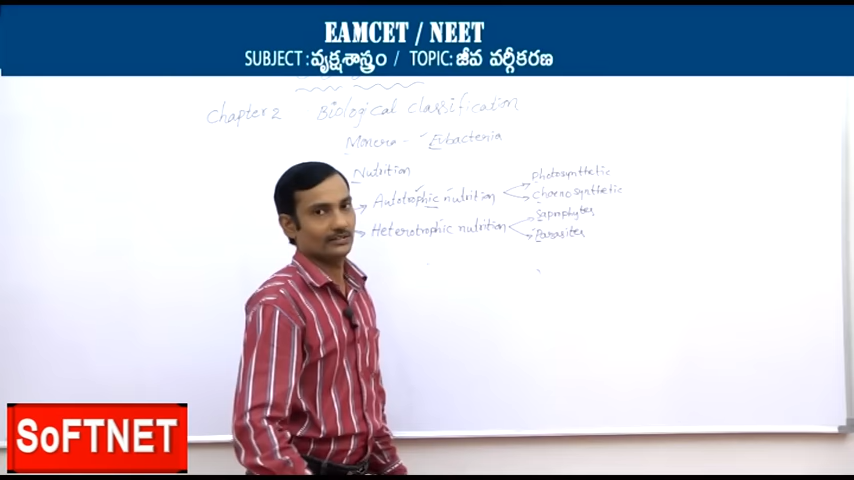 EAMCET / NEET
SUBJECT : వృక్షశాస్త్రం / TOPIC: జీవ వర్గీకరణ
Chapter 2 Biological classification
Monera - Eubacteria
Nutrition
Photosynthetic
Autotrophic nutrition
Chemosynthetic
Saprophytes
Heterotrophic nutrition
Parasites
SoFTNET